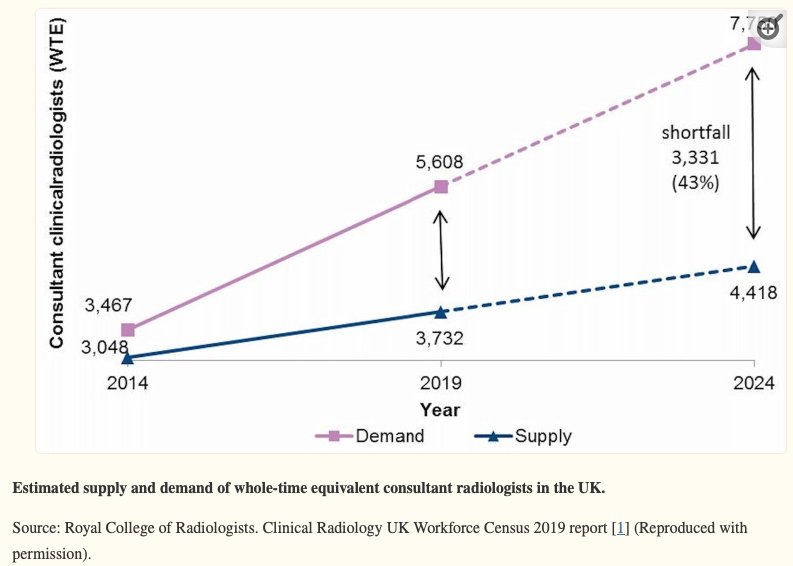 Consultant clinicalradiologists (WTE)
shortfall
3,331
(43%)
5,608
3,467
3,048
3,732
4,418
2014 2019 2024
Year
Demand Supply
Estimated supply and demand of whole-time equivalent consultant radiologists in the UK.
Source: Royal College of Radiologists. Clinical Radiology UK Workforce Census 2019 report [1] (Reproduced with
permission).